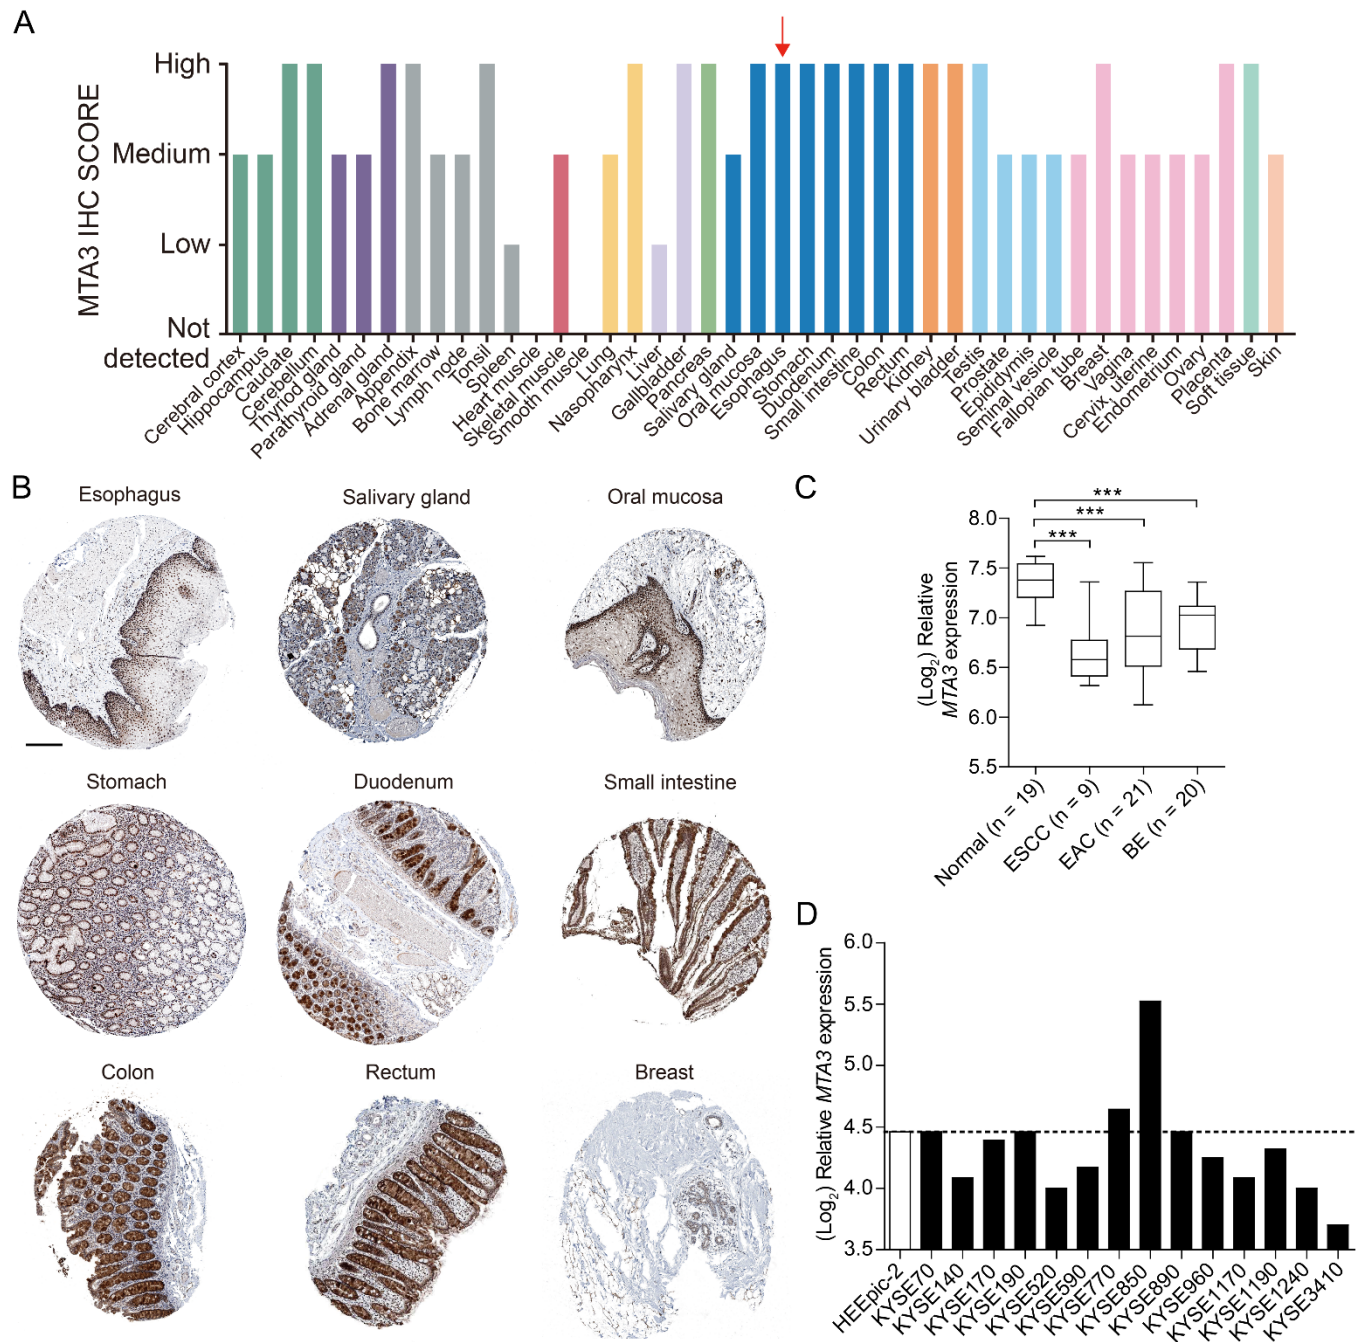 A
MTA3 IHC SCORE
High
Medium
Low
Not
detected
Cerebral cortex
Hippocampus
Caudate
Cerebellum
Thyroid gland
Parathyroid gland
Adrenal gland
Appendix
Bone marrow
Lymph node
Tonsil
Spleen
Heart muscle
Skeletal muscle
Smooth muscle
Lung
Nasopharynx
Liver
Gallbladder
Pancreas
Salivary gland
Oral mucosa
Esophagus
Stomach
Duodenum
Small intestine
Colon
Rectum
Kidney
Urinary bladder
Testis
Prostate
Epididymis
Seminal vesicle
Fallopian tube
Breast
Vagina
Cervix uterine
Endometrium
Ovary
Placenta
Soft tissue
Skin
B
Esophagus
Salivary gland
Oral mucosa
Stomach
Duodenum
Small intestine
Colon
Rectum
Breast
C
(Log₂) Relative
MTA3 expression
8.0
7.5
7.0
6.5
6.0
5.5
***
***
***
Normal (n = 19)
ESCC (n = 9)
EAC (n = 21)
BE (n = 20)
D
(Log₂) Relative MTA3 expression
6.0
5.5
5.0
4.5
4.0
3.5
HEEpic-2
KYSE70
KYSE140
KYSE170
KYSE190
KYSE520
KYSE590
KYSE770
KYSE850
KYSE890
KYSE960
KYSE1170
KYSE1190
KYSE1240
KYSE3410